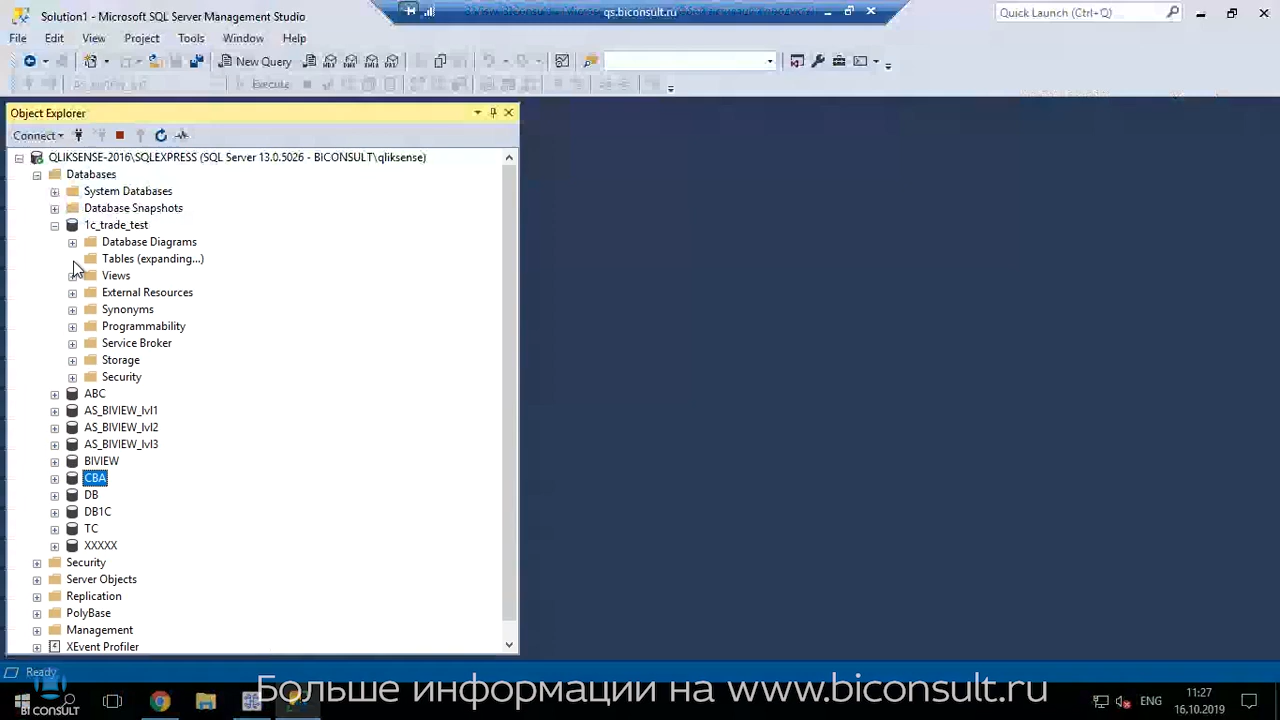 Solution1 - Microsoft SQL Server Management Studio
qs.biconsult.ru
Quick Launch (Ctrl+Q)
File Edit View Project Tools Window Help
New Query
Execute
Object Explorer
Connect
QLIKSENSE-2016\SQLEXPRESS (SQL Server 13.0.5026 - BICONSULT\qliksense)
Databases
System Databases
Database Snapshots
1c_trade_test
Database Diagrams
Tables (expanding...)
Views
External Resources
Synonyms
Programmability
Service Broker
Storage
Security
ABC
AS_BIVIEW_lvl1
AS_BIVIEW_lvl2
AS_BIVIEW_lvl3
BIVIEW
CBA
DB
DB1C
TC
XXXXX
Security
Server Objects
Replication
PolyBase
Management
XEvent Profiler
Ready
Больше информации на www.biconsult.ru
BI CONSULT
ENG
11:27
16.10.2019